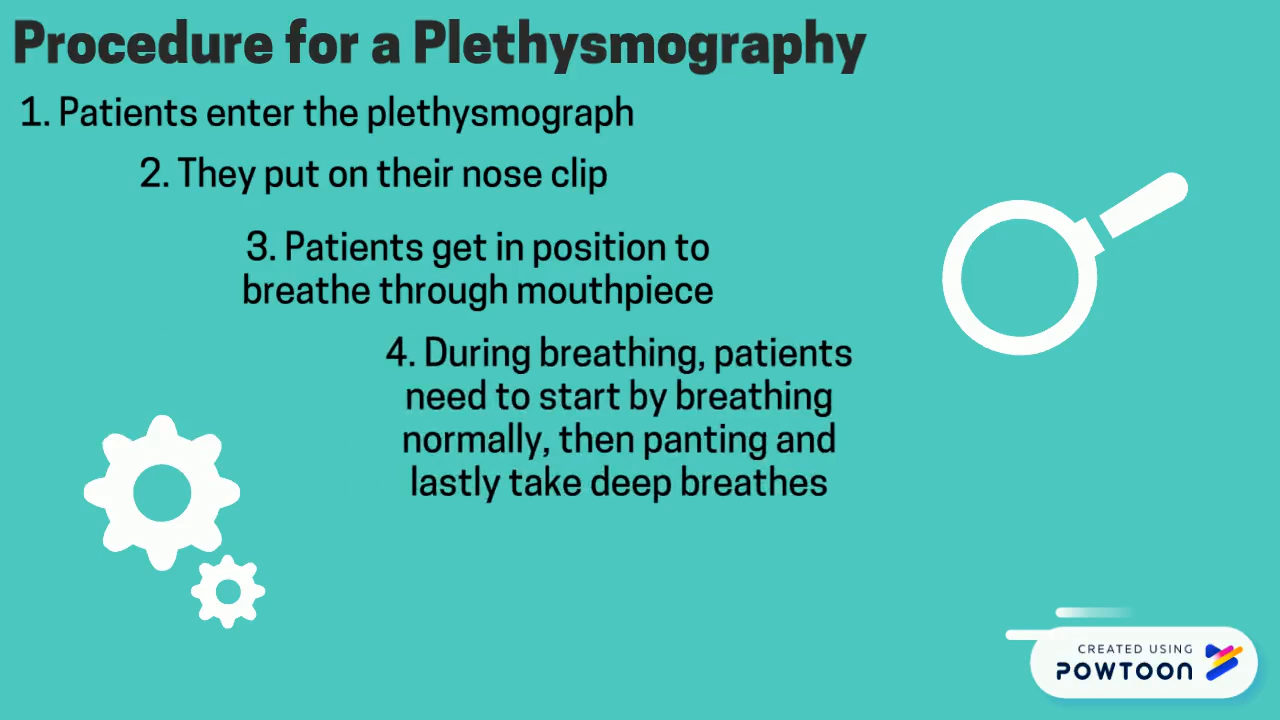 Procedure for a Plethysmography
1. Patients enter the plethysmograph
2. They put on their nose clip
3. Patients get in position to
breathe through mouthpiece
4. During breathing, patients
need to start by breathing
normally, then panting and
lastly take deep breathes
CREATED USING
POWTOON